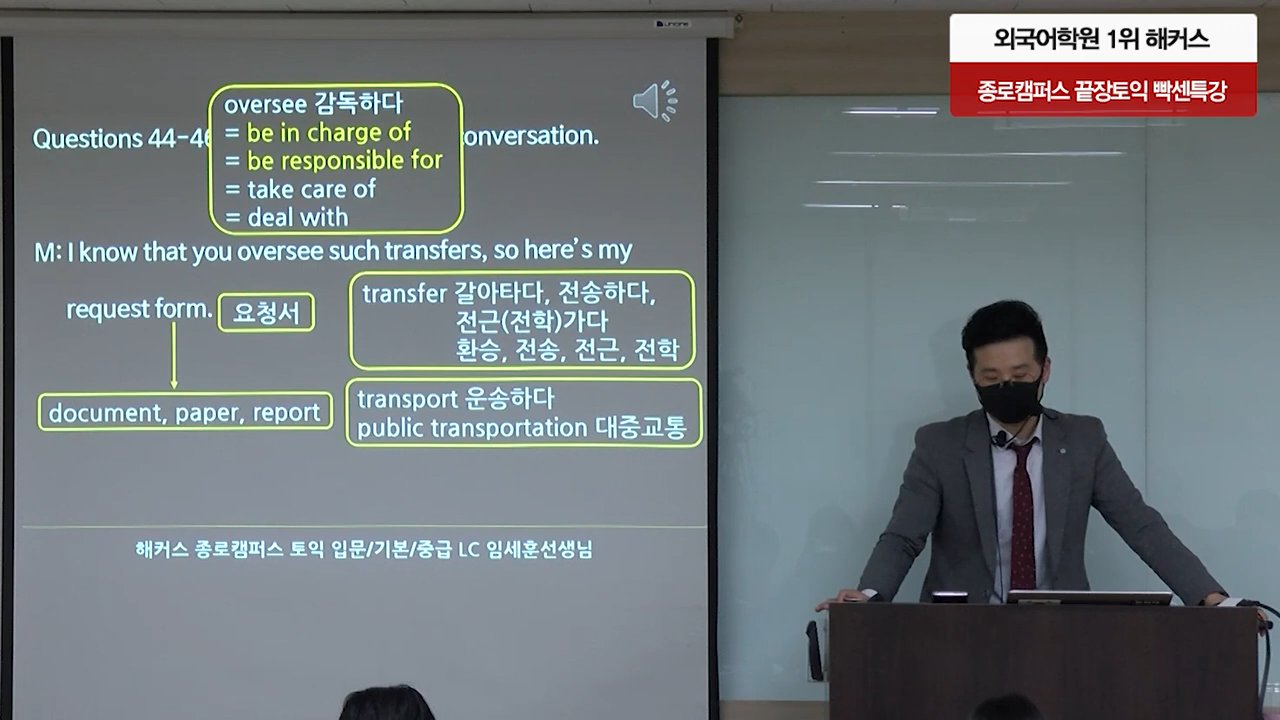 외국어학원 1위 해커스
종로캠퍼스 끝장토익 빡센특강
oversee 감독하다
= be in charge of
= be responsible for
= take care of
= deal with
Questions 44-46 onversation.
M: I know that you oversee such transfers, so here's my
request form.
요청서
transfer 갈아타다, 전송하다,
전근(전학)가다
환승, 전송, 전근, 전학
document, paper, report
transport 운송하다
public transportation 대중교통
해커스 종로캠퍼스 토익 입문/기본/중급 LC 임세훈선생님